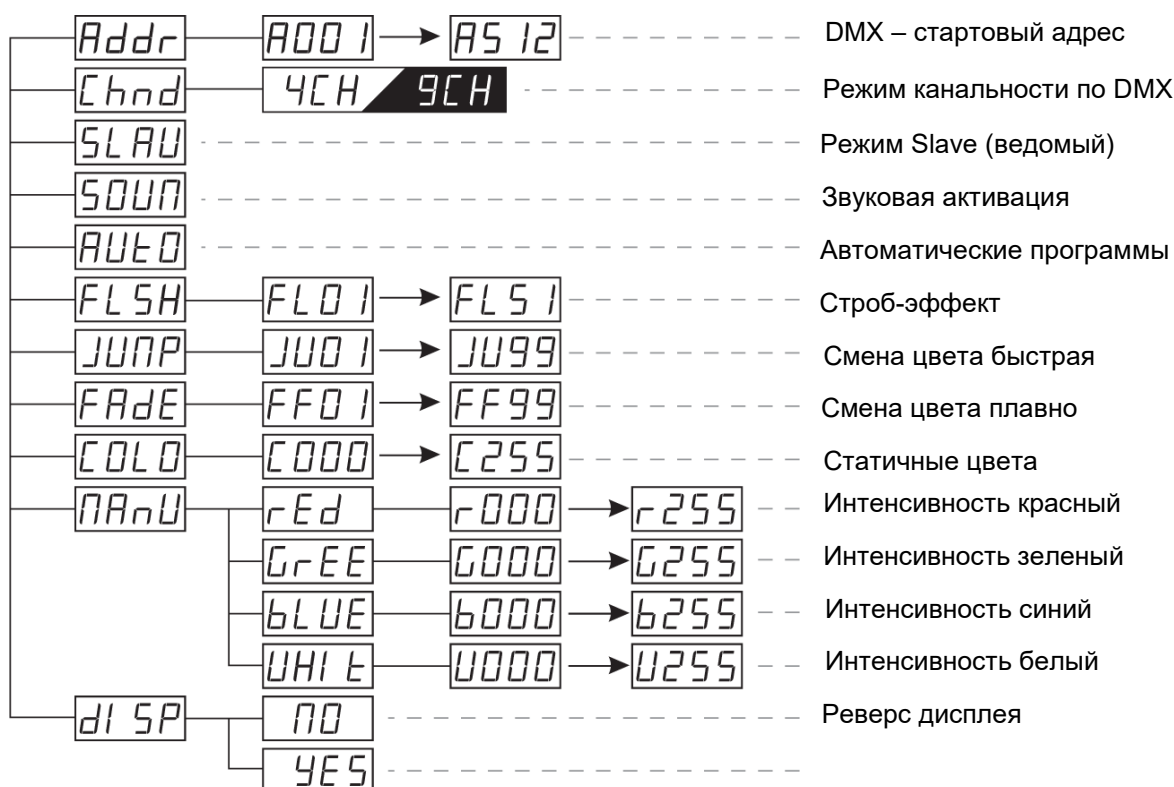 Addr A001 A512 DMX – стартовый адрес
Chnd 4CH 9CH Режим канальности по DMX
SLAU Режим Slave (ведомый)
SOUN Звуковая активация
AUtO Автоматические программы
FLSH FL01 FL51 Строб-эффект
JUNP JU01 JU99 Смена цвета быстрая
FAdE FF01 FF99 Смена цвета плавно
COLO C000 C255 Статичные цвета
NAnU rEd r000 r255 Интенсивность красный
GrEE G000 G255 Интенсивность зеленый
bLUE b000 b255 Интенсивность синий
UHIt U000 U255 Интенсивность белый
dISP NO Реверс дисплея
YES